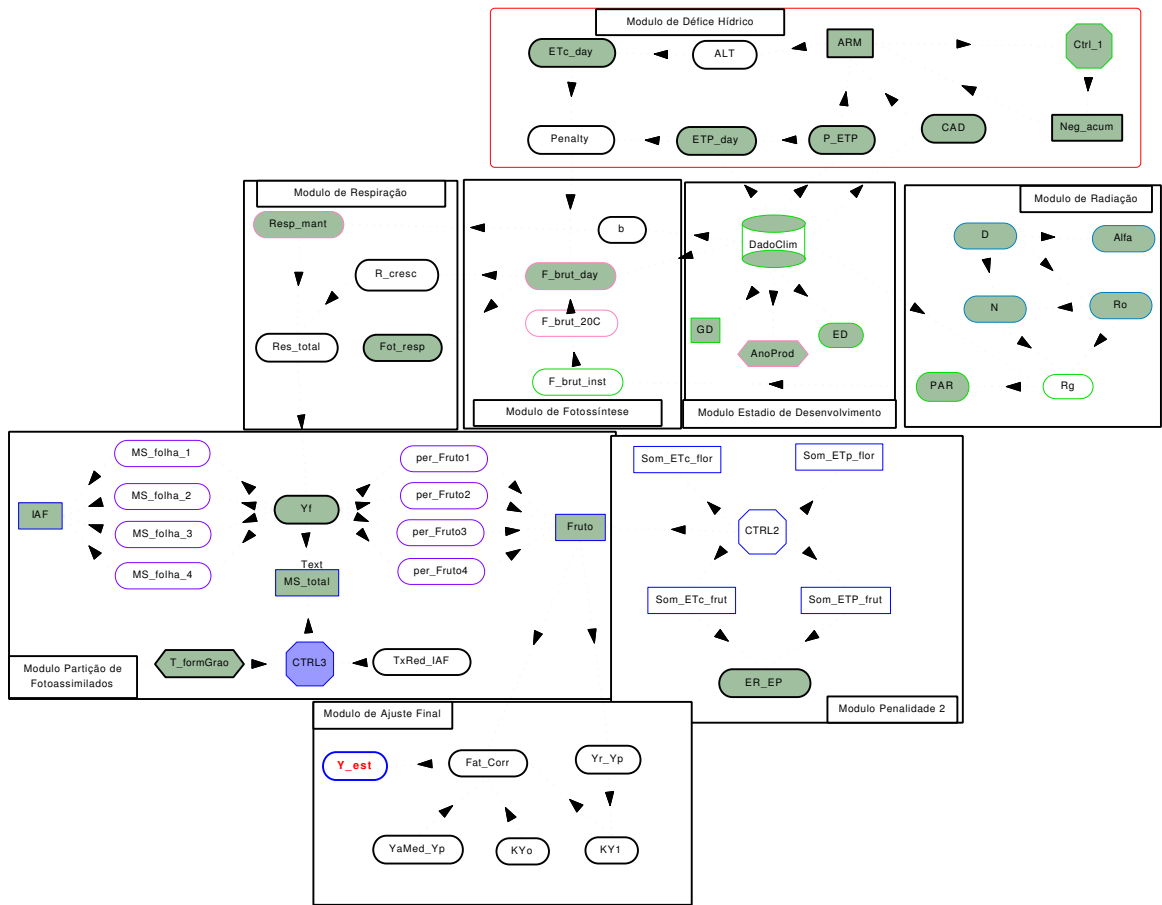 Modulo de Défice Hídrico
ETc_day
ALT
ARM
Ctrl_1
Penalty
ETP_day
P_ETP
CAD
Neg_acum
Modulo de Respiração
Resp_mant
R_cresc
Res_total
Fot_resp
b
F_brut_day
F_brut_20C
F_brut_inst
Modulo de Fotossíntese
DadoClim
GD
ED
AnoProd
Modulo Estadio de Desenvolvimento
Modulo de Radiação
D
Alfa
N
Ro
PAR
Rg
MS_folha_1
MS_folha_2
MS_folha_3
MS_folha_4
IAF
Yf
Text
MS_total
per_Fruto1
per_Fruto2
per_Fruto3
per_Fruto4
Fruto
T_formGrao
CTRL3
TxRed_IAF
Modulo Partição de
Fotoassimilados
Som_ETc_flor
Som_ETp_flor
CTRL2
Som_ETc_frut
Som_ETP_frut
ER_EP
Modulo Penalidade 2
Modulo de Ajuste Final
Y_est
Fat_Corr
Yr_Yp
YaMed_Yp
KYo
KY1